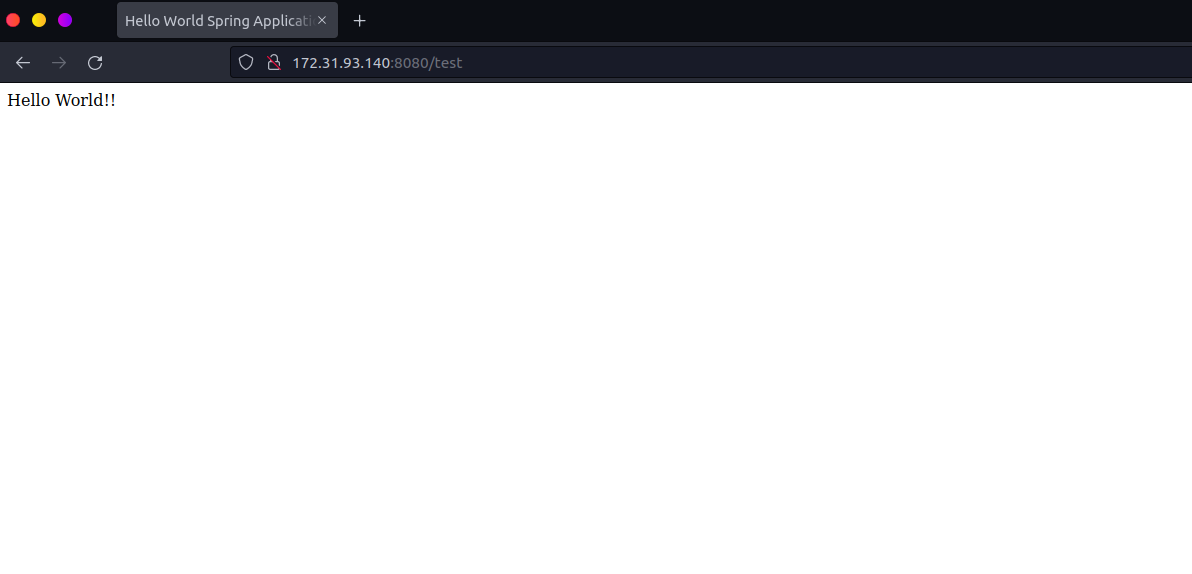 Hello World Spring Applicati
172.31.93.140:8080/test
Hello World!!